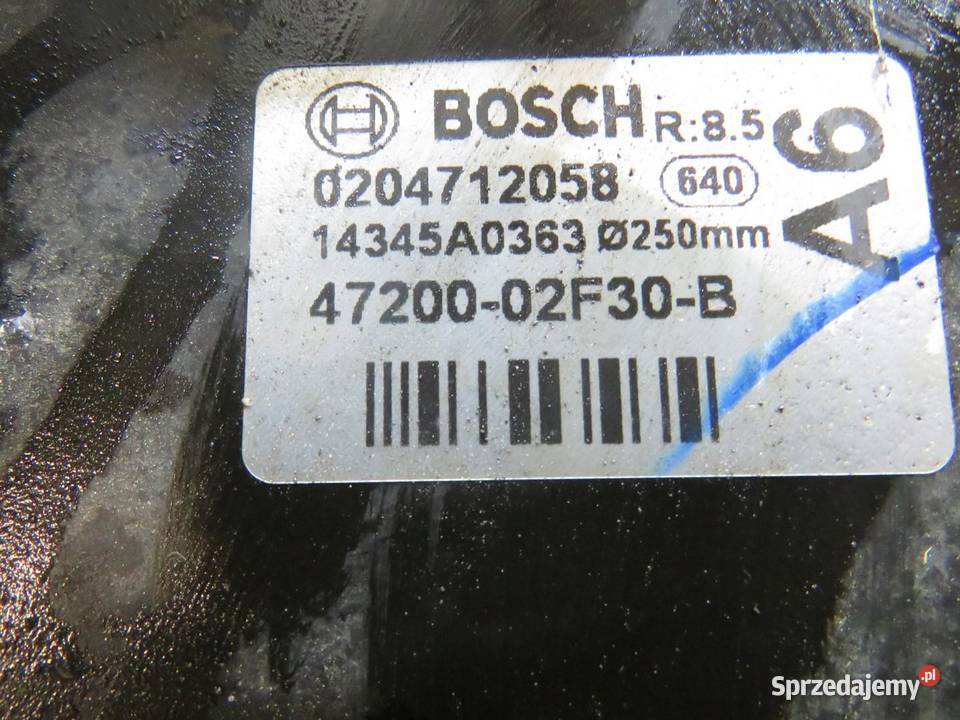 BOSCH R:8.5
0204712058 640
14345A0363 Ø250mm
47200-02F30-B
A6
Sprzedajemy.pl